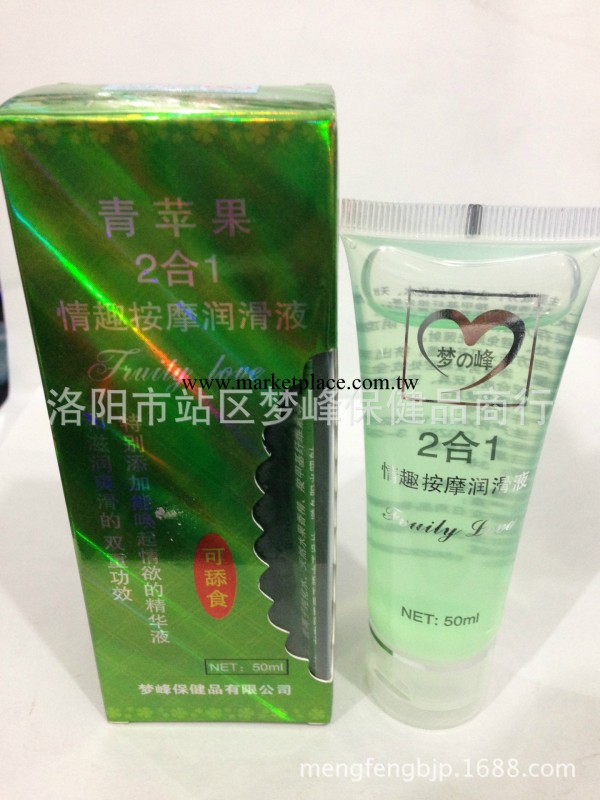 青苹果
2合1
情趣按摩润滑液
Fruity love
www.marketplace.com.tw
洛阳市站区梦峰保健品商行
特别添加能唤起情欲的精华液
滋润爽滑的双重功效
可舔食
NET: 50ml
梦峰保健品有限公司
梦の峰
2合1
情趣按摩润滑液
Fruily Love
NET: 50ml
mengfengbjp.1688.com